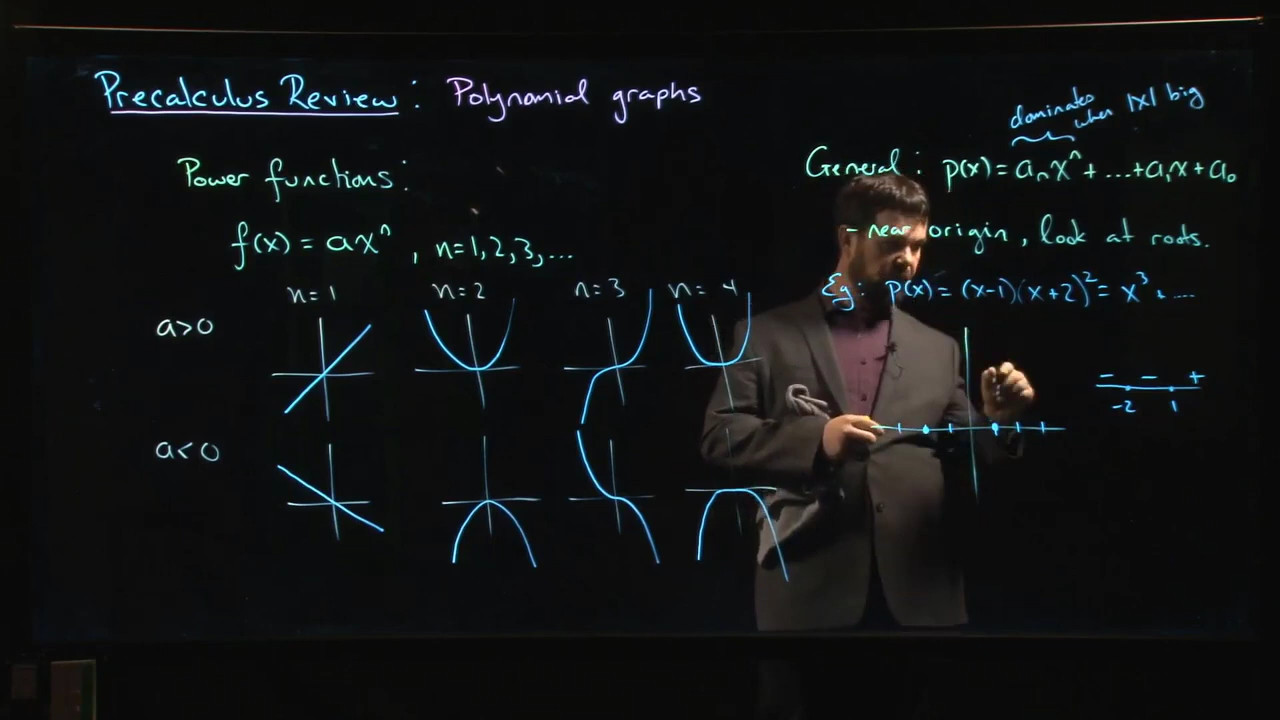 Precalculus Review: Polynomial graphs
Power functions:
f(x) = axⁿ, n=1,2,3,...
n=1 n=2 n=3 n=4
a>0
a<0
dominates when |x| big
General: p(x) = aₙxⁿ + ... + a₁x + a₀
- near origin, look at roots.
Eg: p(x) = (x-1)(x+2)² = x³ + ....
- - +
-2 1